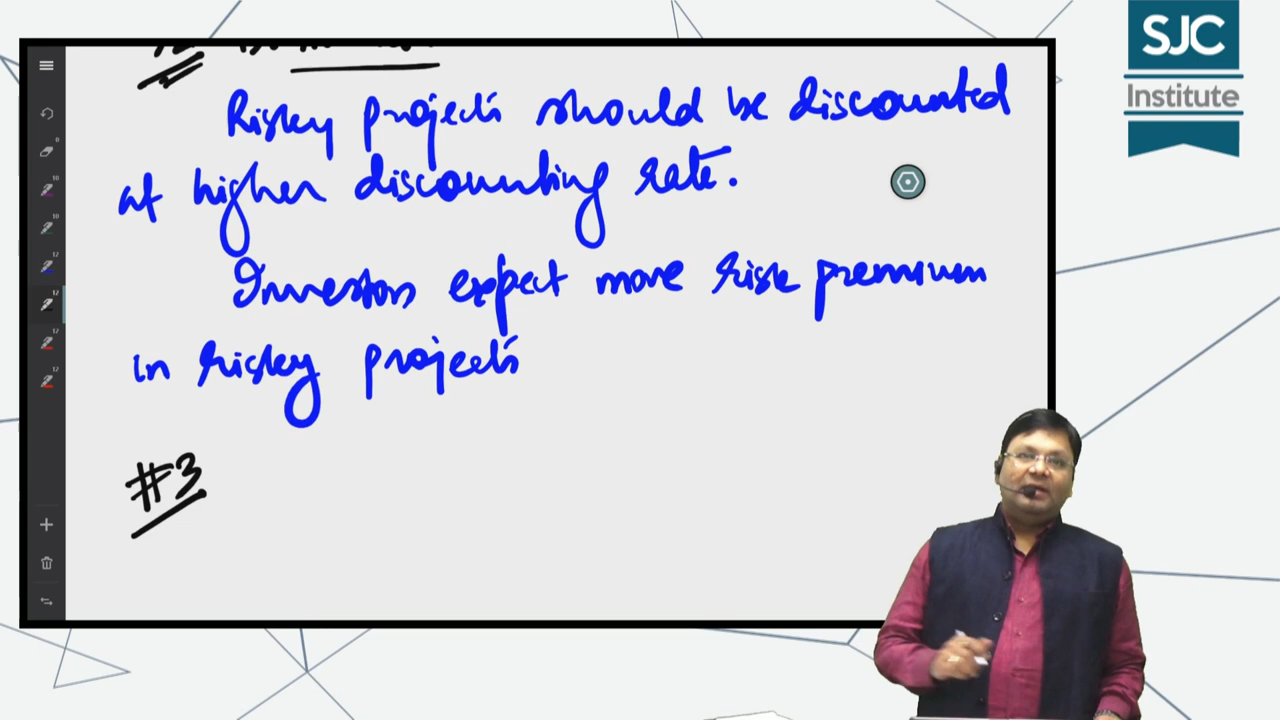 SJC
Institute
Risky projects should be discounted
at higher discounting rate.
Investors expect more risk premium
in risky projects
#3